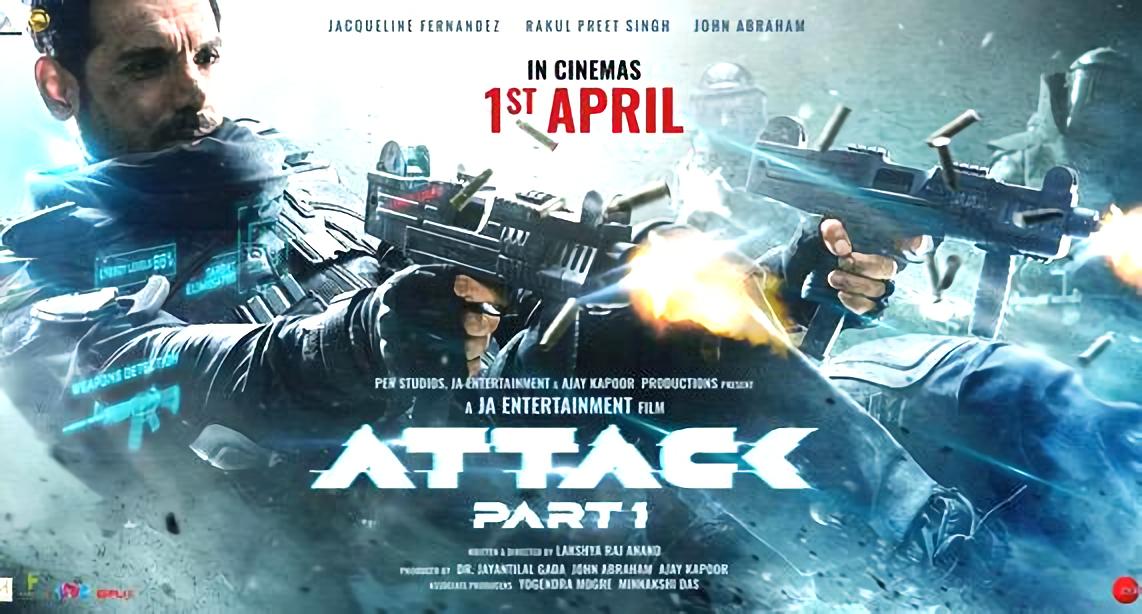 JACQUELINE FERNANDEZ RAKUL PREET SINGH JOHN ABRAHAM
IN CINEMAS
1ST APRIL
ENERGY LEVELS
WEAPONS DETECTION
PEN STUDIOS, JA ENTERTAINMENT & AJAY KAPOOR PRODUCTIONS PRESENT
A JA ENTERTAINMENT FILM
ATTACK
PART 1
WRITTEN & DIRECTED BY LAKSHYA RAJ ANAND
PRODUCED BY DR. JAYANTILAL GADA JOHN ABRAHAM AJAY KAPOOR
ASSOCIATE PRODUCERS YOGENDRA MOGRE MINNAKSHI DAS